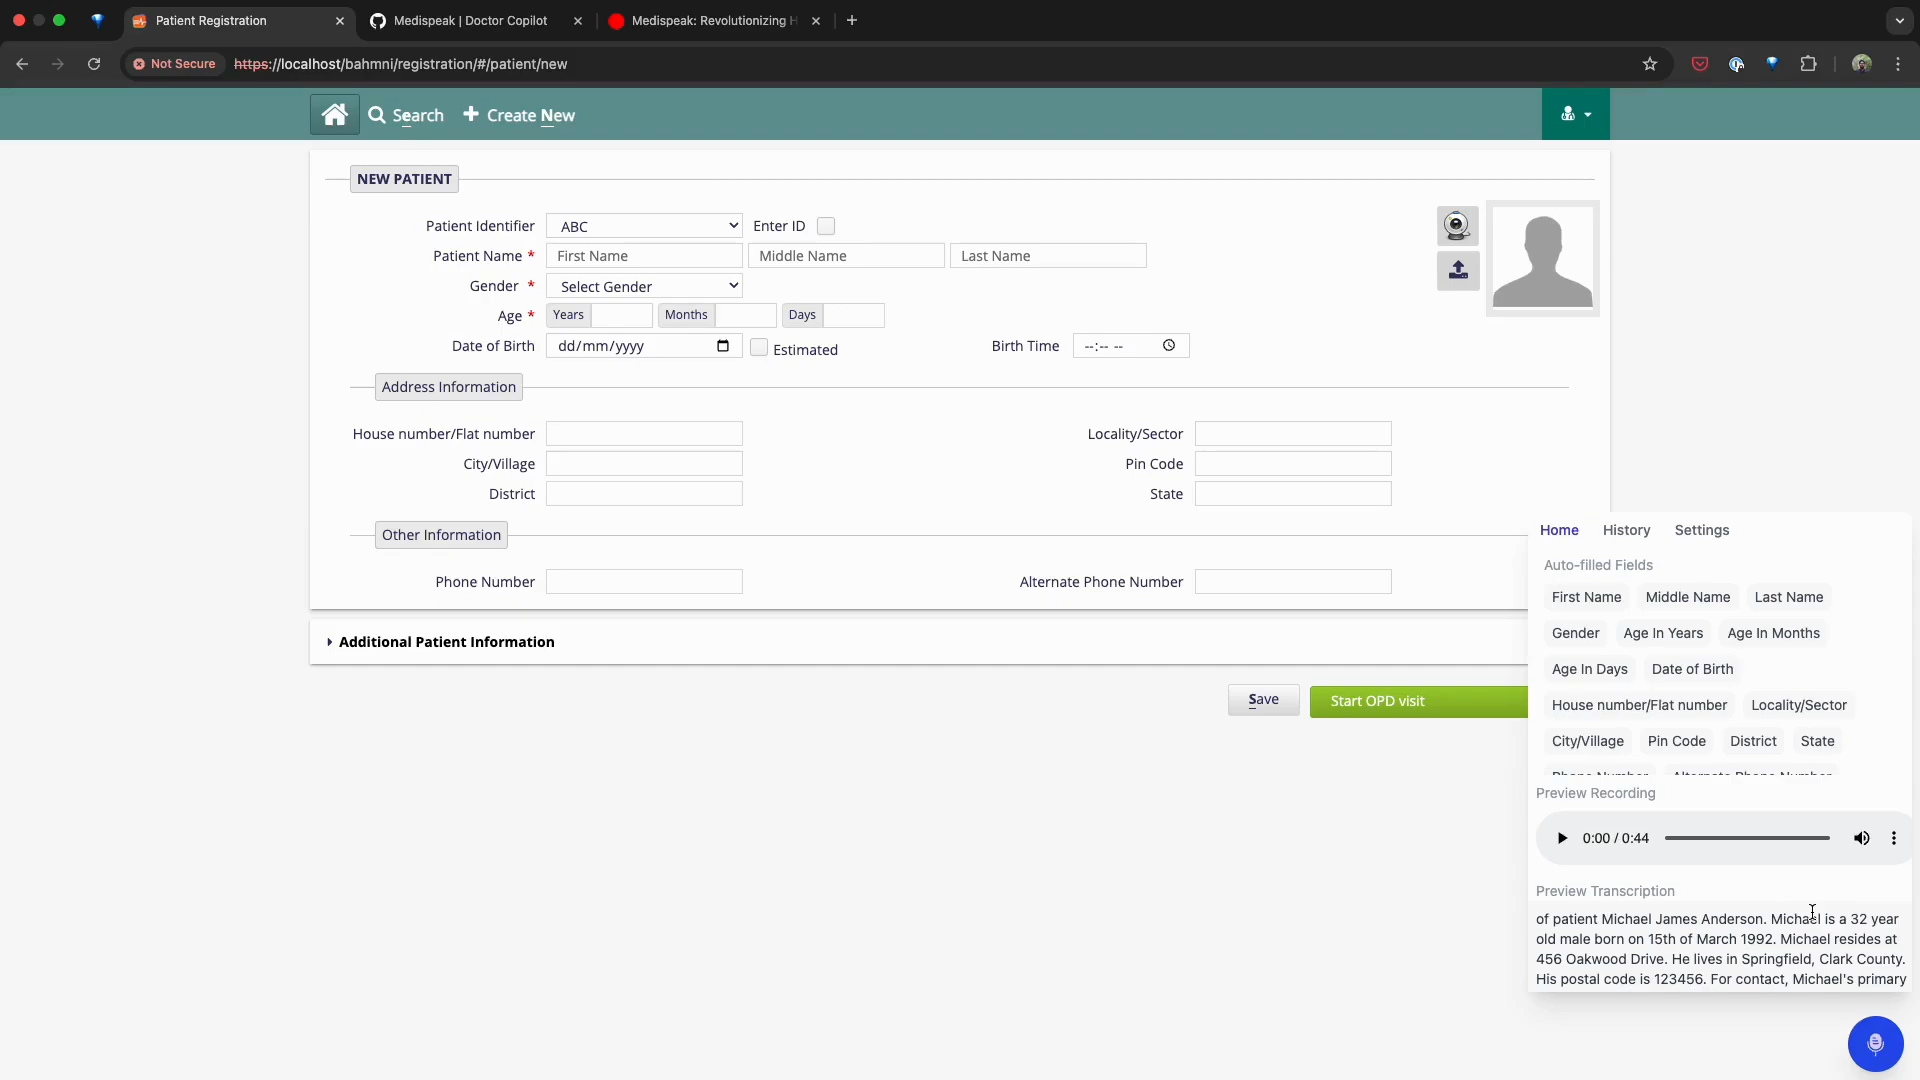 Patient Registration
Medispeak | Doctor Copilot
Medispeak: Revolutionizing H
Not Secure
https://localhost/bahmni/registration/#/patient/new
Search
Create New
NEW PATIENT
Patient Identifier ABC Enter ID
Patient Name * First Name Middle Name Last Name
Gender * Select Gender
Age * Years Months Days
Date of Birth dd/mm/yyyy Estimated Birth Time --:-- --
Address Information
House number/Flat number Locality/Sector
City/Village Pin Code
District State
Other Information
Phone Number Alternate Phone Number
Additional Patient Information
Save Start OPD visit
Home History Settings
Auto-filled Fields
First Name Middle Name Last Name
Gender Age In Years Age In Months
Age In Days Date of Birth
House number/Flat number Locality/Sector
City/Village Pin Code District State
Phone Number Alternate Phone Number
Preview Recording
0:00 / 0:44
Preview Transcription
of patient Michael James Anderson. Michael is a 32 year
old male born on 15th of March 1992. Michael resides at
456 Oakwood Drive. He lives in Springfield, Clark County.
His postal code is 123456. For contact, Michael's primary